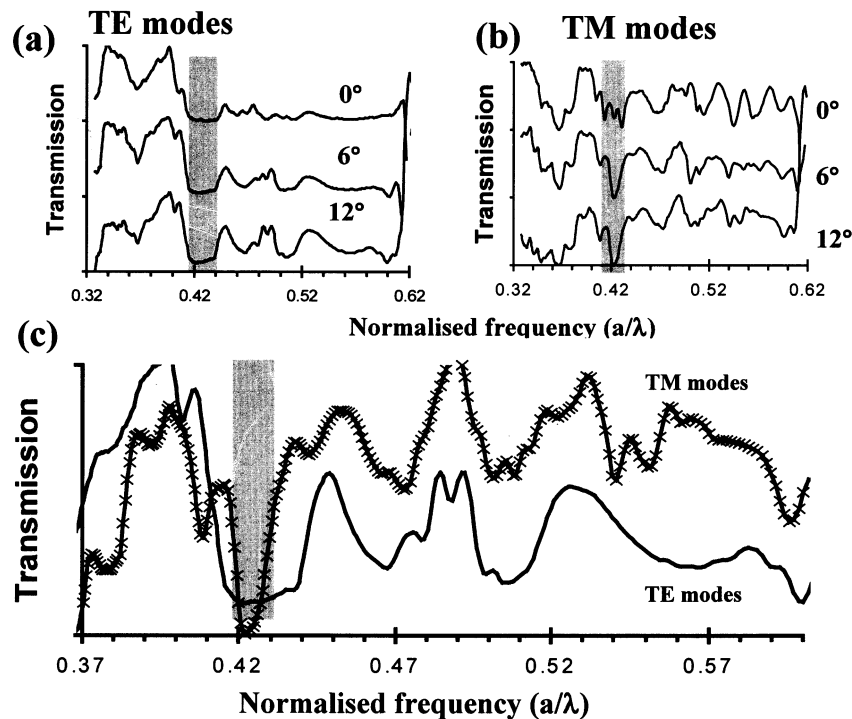 (a) TE modes
Transmission
0°
6°
12°
0.32 0.42 0.52 0.62
(b) TM modes
Transmission
0°
6°
12°
0.32 0.42 0.52 0.62
Normalised frequency (a/λ)
(c)
Transmission
TM modes
TE modes
0.37 0.42 0.47 0.52 0.57
Normalised frequency (a/λ)